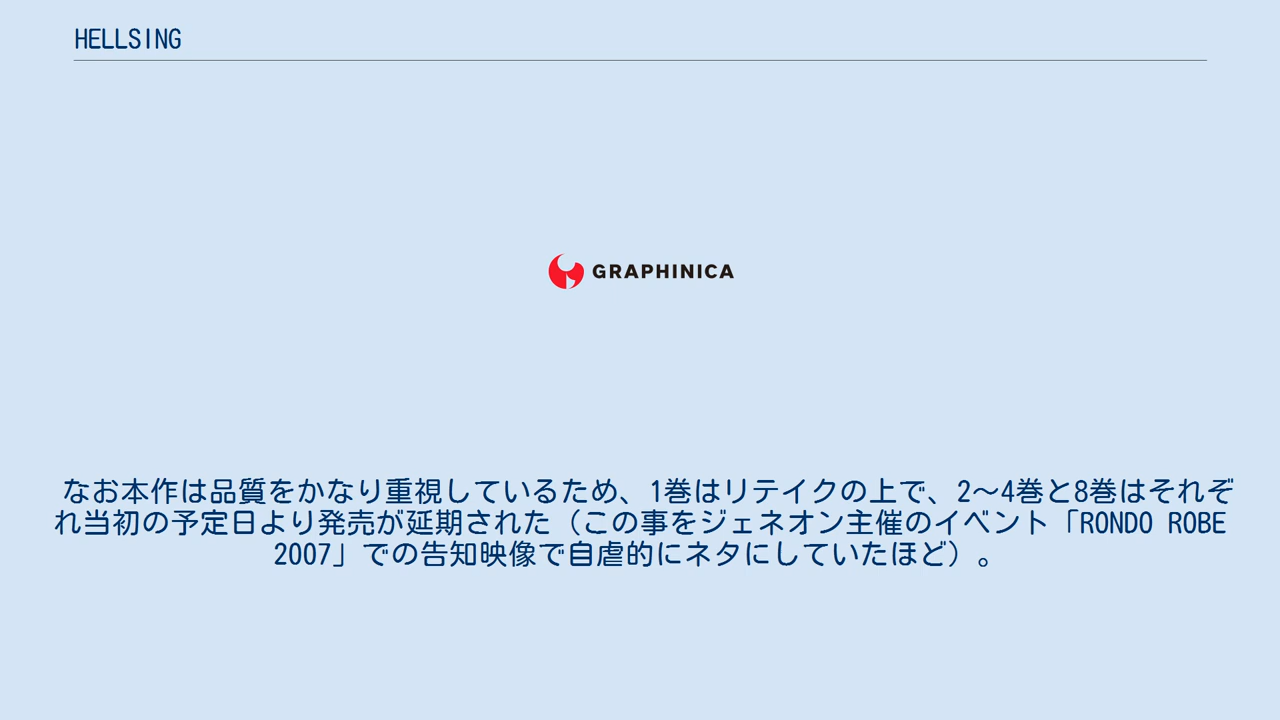 HELLSING
GRAPHINICA
なお本作は品質をかなり重視しているため、1巻はリテイクの上で、2〜4巻と8巻はそれぞ
れ当初の予定日より発売が延期された（この事をジェネオン主催のイベント「RONDO ROBE
2007」での告知映像で自虐的にネタにしていたほど）。